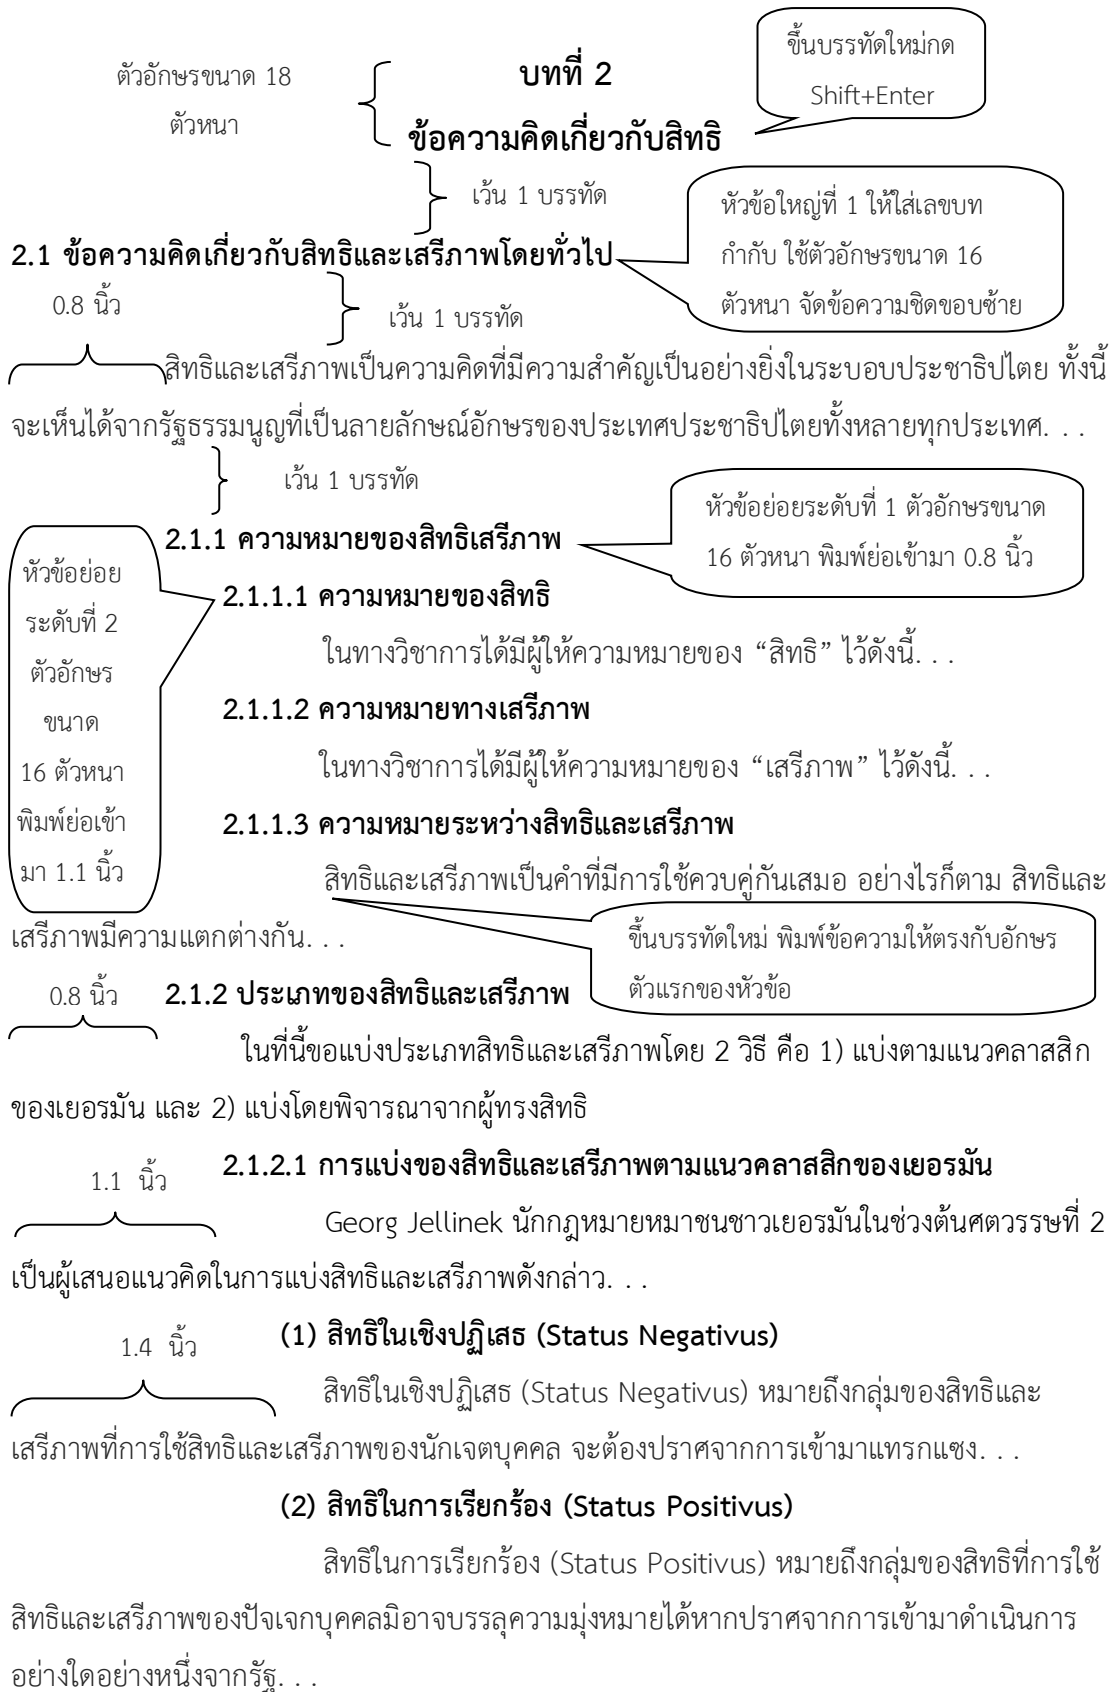 ตัวอักษรขนาด 18
ตัวหนา
บทที่ 2
ข้อความคิดเกี่ยวกับสิทธิ
ขึ้นบรรทัดใหม่กด
Shift+Enter
เว้น 1 บรรทัด
หัวข้อใหญ่ที่ 1 ให้ใส่เลขบท
กำกับ ใช้ตัวอักษรขนาด 16
ตัวหนา จัดข้อความชิดขอบซ้าย
2.1 ข้อความคิดเกี่ยวกับสิทธิและเสรีภาพโดยทั่วไป
0.8 นิ้ว
เว้น 1 บรรทัด
สิทธิและเสรีภาพเป็นความคิดที่มีความสำคัญเป็นอย่างยิ่งในระบอบประชาธิปไตย ทั้งนี้
จะเห็นได้จากรัฐธรรมนูญที่เป็นลายลักษณ์อักษรของประเทศประชาธิปไตยทั้งหลายทุกประเทศ. . .
เว้น 1 บรรทัด
หัวข้อย่อยระดับที่ 1 ตัวอักษรขนาด
16 ตัวหนา พิมพ์ย่อเข้ามา 0.8 นิ้ว
2.1.1 ความหมายของสิทธิเสรีภาพ
หัวข้อย่อย
ระดับที่ 2
ตัวอักษร
ขนาด
16 ตัวหนา
พิมพ์ย่อเข้า
มา 1.1 นิ้ว
2.1.1.1 ความหมายของสิทธิ
ในทางวิชาการได้มีผู้ให้ความหมายของ “สิทธิ” ไว้ดังนี้. . .
2.1.1.2 ความหมายทางเสรีภาพ
ในทางวิชาการได้มีผู้ให้ความหมายของ “เสรีภาพ” ไว้ดังนี้. . .
2.1.1.3 ความหมายระหว่างสิทธิและเสรีภาพ
สิทธิและเสรีภาพเป็นคำที่มีการใช้ควบคู่กันเสมอ อย่างไรก็ตาม สิทธิและ
เสรีภาพมีความแตกต่างกัน. . .
ขึ้นบรรทัดใหม่ พิมพ์ข้อความให้ตรงกับอักษร
ตัวแรกของหัวข้อ
0.8 นิ้ว
2.1.2 ประเภทของสิทธิและเสรีภาพ
ในที่นี้ขอแบ่งประเภทสิทธิและเสรีภาพโดย 2 วิธี คือ 1) แบ่งตามแนวคลาสสิก
ของเยอรมัน และ 2) แบ่งโดยพิจารณาจากผู้ทรงสิทธิ
1.1 นิ้ว
2.1.2.1 การแบ่งของสิทธิและเสรีภาพตามแนวคลาสสิกของเยอรมัน
Georg Jellinek นักกฎหมายหมาชนชาวเยอรมันในช่วงต้นศตวรรษที่ 2
เป็นผู้เสนอแนวคิดในการแบ่งสิทธิและเสรีภาพดังกล่าว. . .
1.4 นิ้ว
(1) สิทธิในเชิงปฏิเสธ (Status Negativus)
สิทธิในเชิงปฏิเสธ (Status Negativus) หมายถึงกลุ่มของสิทธิและ
เสรีภาพที่การใช้สิทธิและเสรีภาพของนักเจตบุคคล จะต้องปราศจากการเข้ามาแทรกแซง. . .
(2) สิทธิในการเรียกร้อง (Status Positivus)
สิทธิในการเรียกร้อง (Status Positivus) หมายถึงกลุ่มของสิทธิที่การใช้
สิทธิและเสรีภาพของปัจเจกบุคคลมิอาจบรรลุความมุ่งหมายได้หากปราศจากการเข้ามาดำเนินการ
อย่างใดอย่างหนึ่งจากรัฐ. . .